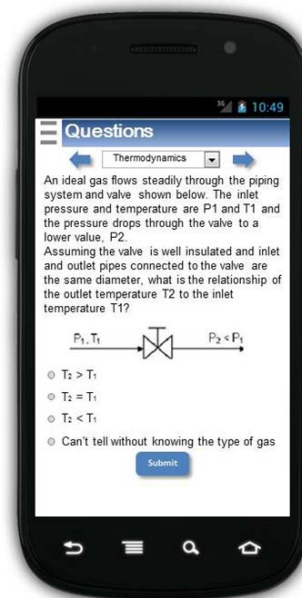 3G 10:49
Questions
Thermodynamics
An ideal gas flows steadily through the piping
system and valve shown below. The inlet
pressure and temperature are P1 and T1 and
the pressure drops through the valve to a
lower value, P2.
Assuming the valve is well insulated and inlet
and outlet pipes connected to the valve are
the same diameter, what is the relationship of
the outlet temperature T2 to the inlet
temperature T1?
P₁, T₁ P₂ < P₁
T₂ > T₁
T₂ = T₁
T₂ < T₁
Can't tell without knowing the type of gas
Submit